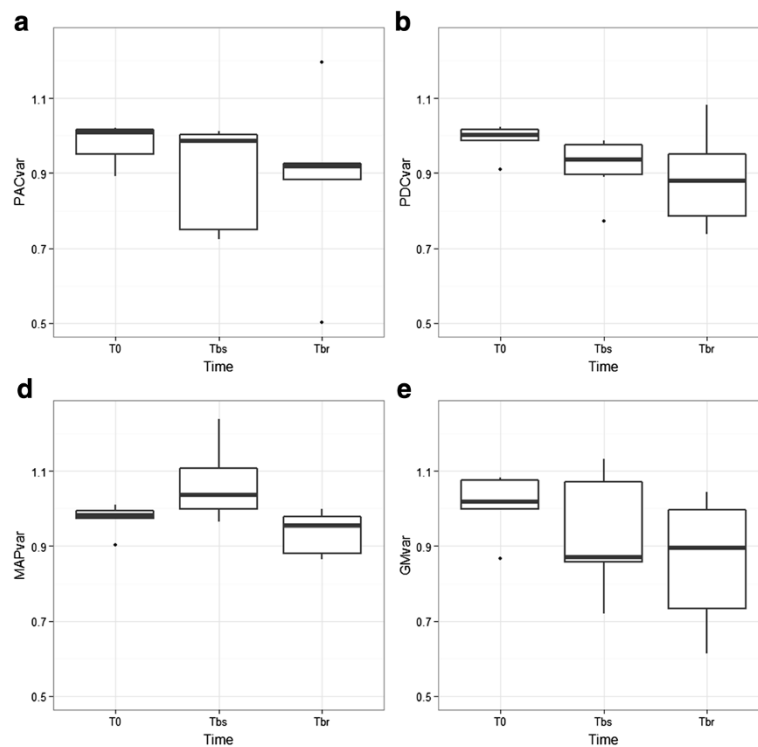 a
1.1
0.9
0.7
0.5
PACvar
T0 Tbs Tbr
Time
b
1.1
0.9
0.7
0.5
PDCvar
T0 Tbs Tbr
Time
d
1.1
0.9
0.7
0.5
MAPvar
T0 Tbs Tbr
Time
e
1.1
0.9
0.7
0.5
GMvar
T0 Tbs Tbr
Time